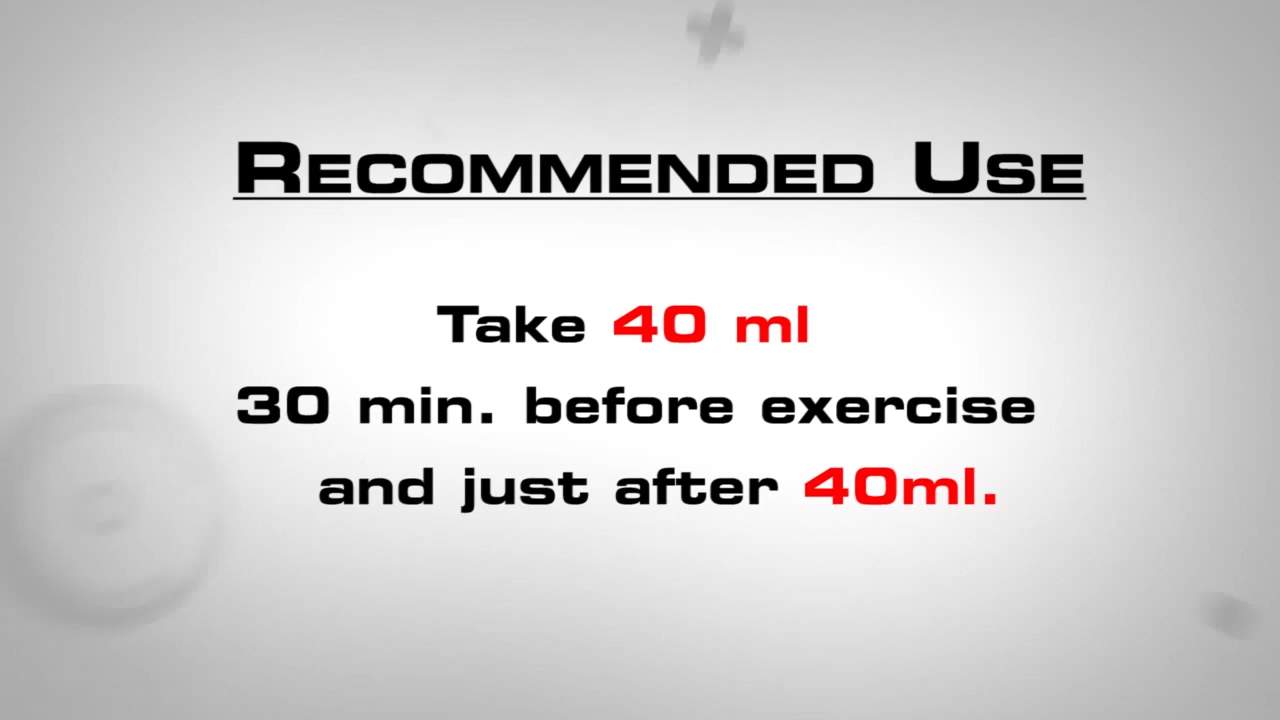 Recommended Use
Take 40 ml
30 min. before exercise
and just after 40ml.